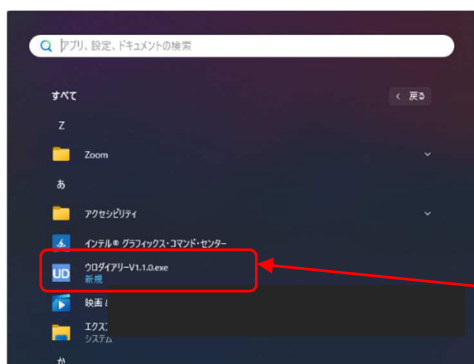 アプリ、設定、ドキュメントの検索
すべて
戻る
Z
Zoom
あ
アクセシビリティ
インテル® グラフィックス・コマンド・センター
UD
ウロダイアリーV1.1.0.exe
新規
映画
エクス
システム
か